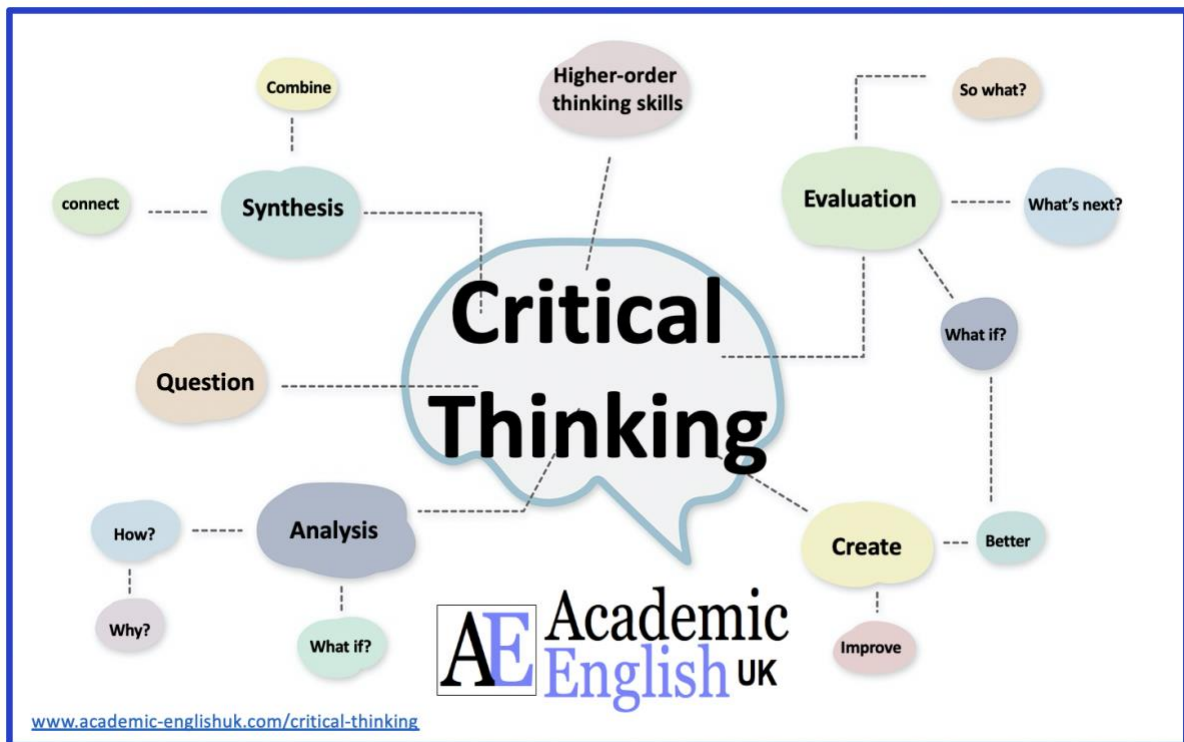 Combine
connect
Synthesis
Higher-order
thinking skills
Evaluation
So what?
What's next?
What if?
Critical
Thinking
Question
Analysis
How?
Why?
What if?
Create
Better
Improve
AE Academic
English UK
www.academic-englishuk.com/critical-thinking